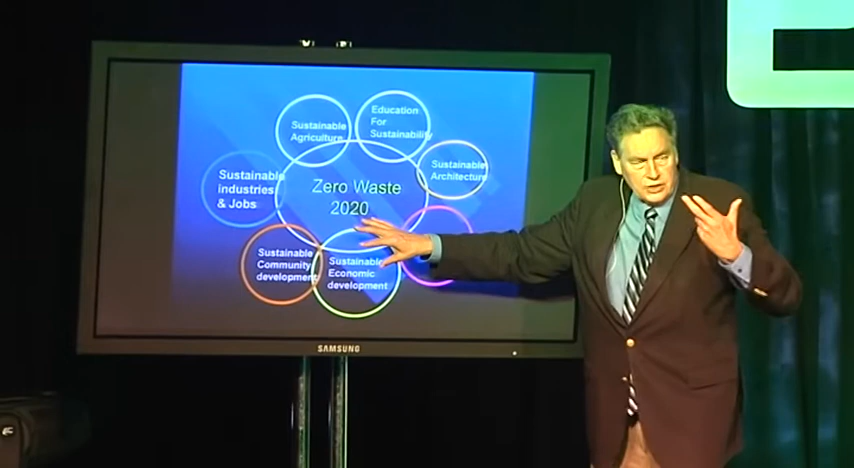 Education
For
Sustainability
Sustainable
Agriculture
Sustainable
Architecture
Sustainable
industries
& Jobs
Zero Waste
2020
Sustainable
Community
development
Sustainable
Economic
development
SAMSUNG